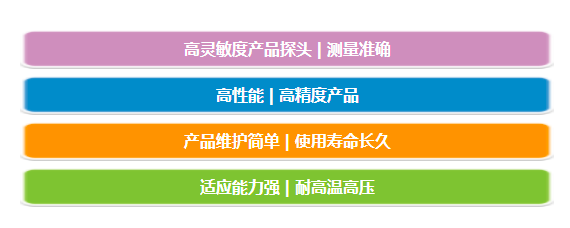 高灵敏度产品探头 | 测量准确
高性能 | 高精度产品
产品维护简单 | 使用寿命长久
适应能力强 | 耐高温高压